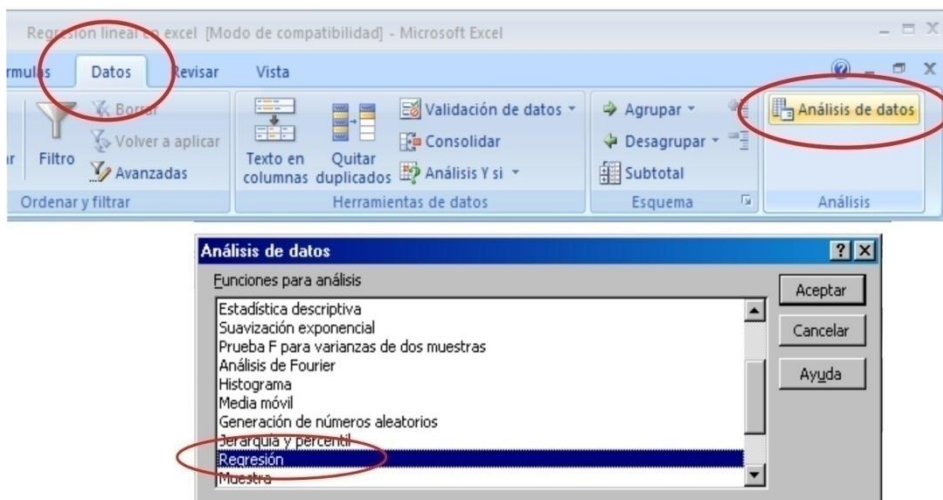 Regresion lineal en excel [Modo de compatibilidad] - Microsoft Excel
Datos Revisar Vista
Borrar
Volver a aplicar
Avanzadas
Filtro
Ordenar y filtrar
Texto en columnas
Quitar duplicados
Validación de datos
Consolidar
Análisis Y si
Herramientas de datos
Agrupar
Desagrupar
Subtotal
Esquema
Análisis de datos
Análisis
Análisis de datos
Funciones para análisis
Estadística descriptiva
Suavización exponencial
Prueba F para varianzas de dos muestras
Análisis de Fourier
Histograma
Media móvil
Generación de números aleatorios
Jerarquía y percentil
Regresión
Muestra
Aceptar
Cancelar
Ayuda